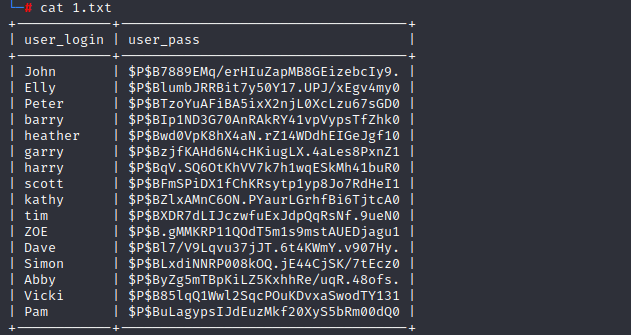 └─# cat 1.txt
+------------+------------------------------------+
| user_login | user_pass                          |
+------------+------------------------------------+
| John       | $P$B7889EMq/erHIuZapMB8GEizebcIy9. |
| Elly       | $P$BlumbJRRBit7y50Y17.UPJ/xEgv4my0 |
| Peter      | $P$BTzoYuAFiBA5ixX2njL0XcLzu67sGD0 |
| barry      | $P$BIp1ND3G70AnRAkRY41vpVypsTfZhk0 |
| heather    | $P$Bwd0VpK8hX4aN.rZ14WDdhEIGeJgf10 |
| garry      | $P$BzjfKAHd6N4cHKiugLX.4aLes8PxnZ1 |
| harry      | $P$BqV.SQ6OtKhVV7k7h1wqESkMh41buR0 |
| scott      | $P$BFmSPiDX1fChKRsytp1yp8Jo7RdHeI1 |
| kathy      | $P$BZlxAMnC6ON.PYaurLGrhfBi6TjtcA0 |
| tim        | $P$BXDR7dLIJczwfuExJdpQqRsNf.9ueN0 |
| ZOE        | $P$B.gMMKRP11QOdT5m1s9mstAUEDjagu1 |
| Dave       | $P$Bl7/V9Lqvu37jJT.6t4KWmY.v907Hy. |
| Simon      | $P$BLxdiNNRP008kOQ.jE44CjSK/7tEcz0 |
| Abby       | $P$ByZg5mTBpKiLZ5KxhhRe/uqR.48ofs. |
| Vicki      | $P$B85lqQ1Wwl2SqcPOuKDvxaSwodTY131 |
| Pam        | $P$BuLagypsIJdEuzMkf20XyS5bRm00dQ0 |
+------------+------------------------------------+